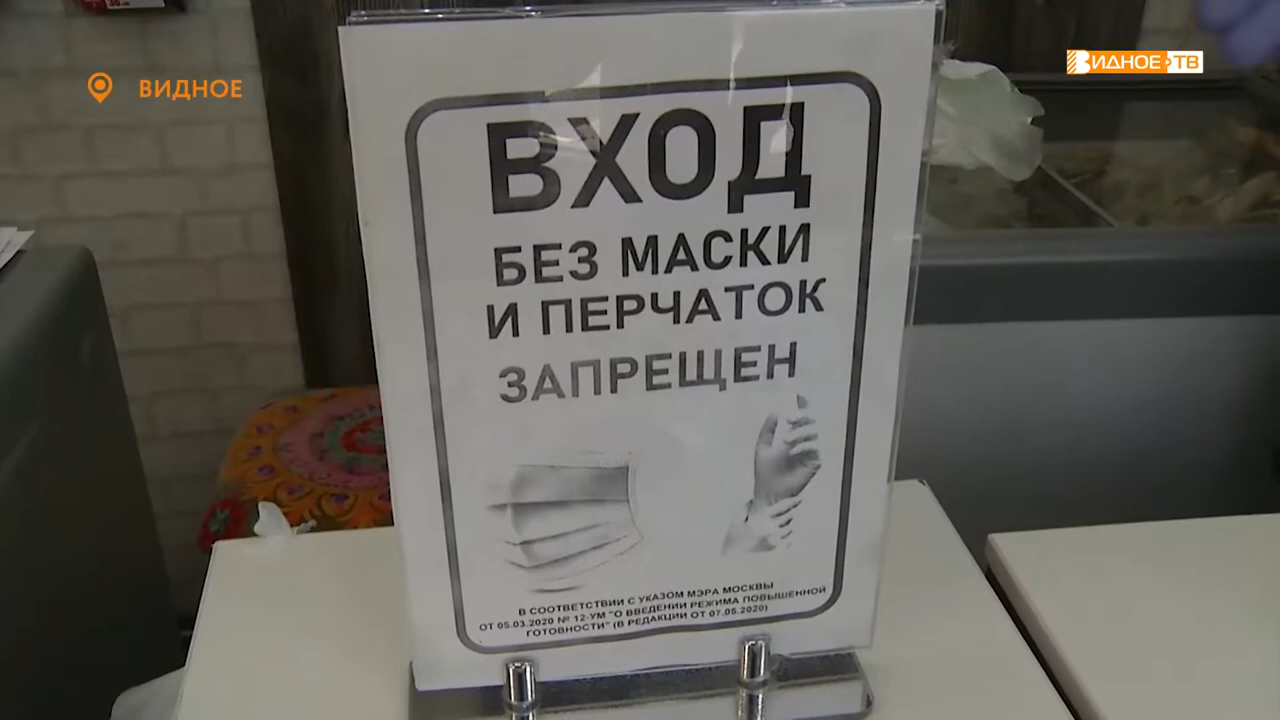 ВИДНОЕ
ВИДНОЕ ТВ
ВХОД
БЕЗ МАСКИ
И ПЕРЧАТОК
ЗАПРЕЩЕН
В СООТВЕТСТВИИ С УКАЗОМ МЭРА МОСКВЫ
ОТ 05.03.2020 № 12-УМ "О ВВЕДЕНИИ РЕЖИМА ПОВЫШЕННОЙ
ГОТОВНОСТИ" (В РЕДАКЦИИ ОТ 07.05.2020)